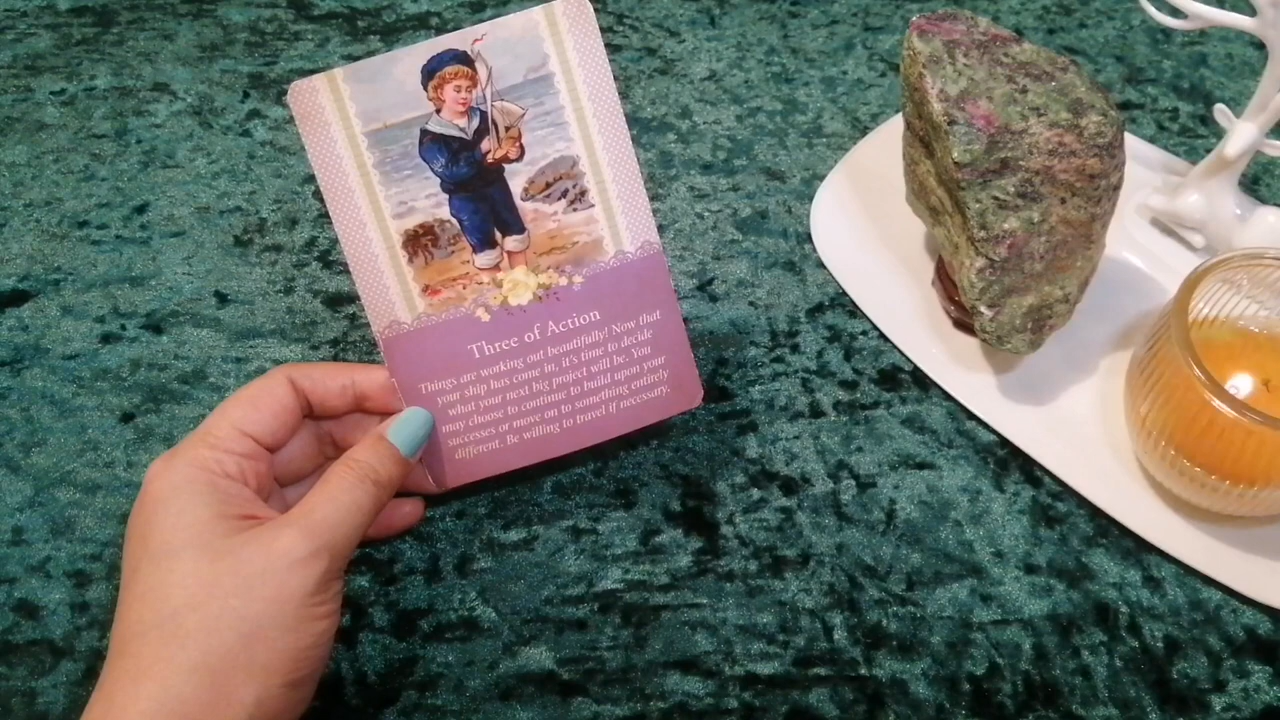 Three of Action
Things are working out beautifully! Now that
your ship has come in, it's time to decide
what your next big project will be. You
may choose to continue to build upon your
successes or move on to something entirely
different. Be willing to travel if necessary.